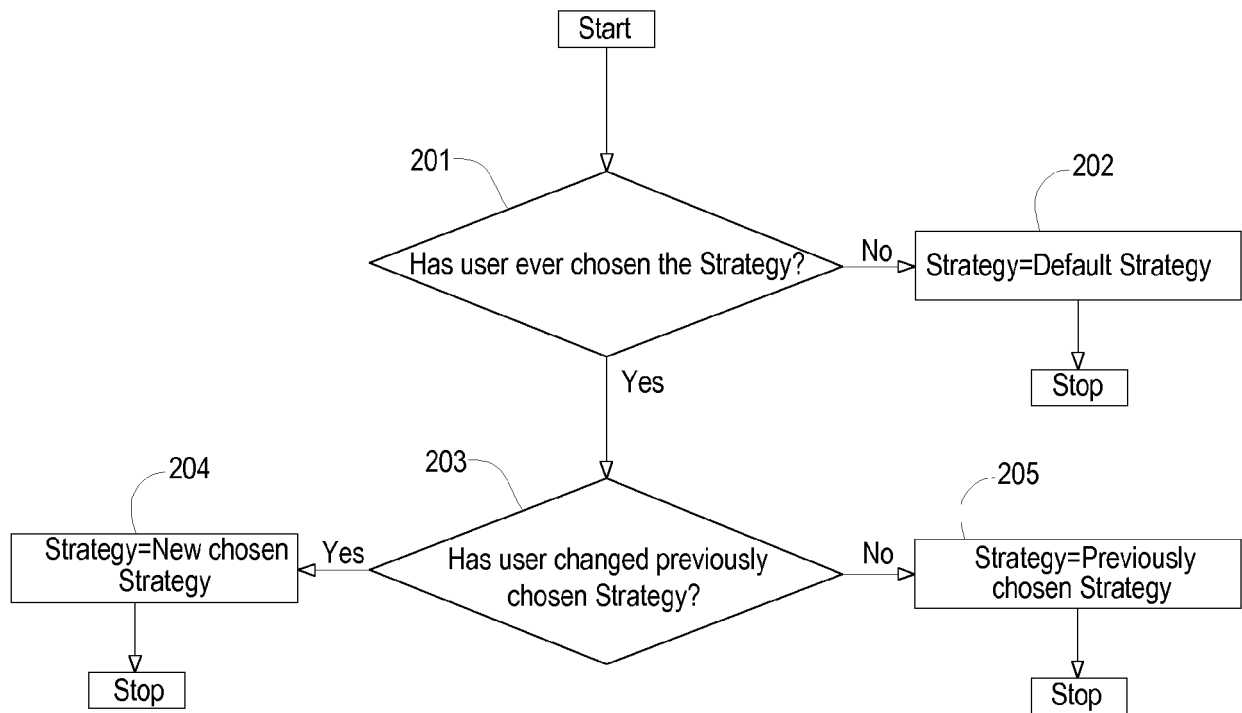 Start
201
202
Has user ever chosen the Strategy?
No
Strategy=Default Strategy
Stop
Yes
203
204
205
Strategy=New chosen
Strategy
Yes
Has user changed previously
chosen Strategy?
No
Strategy=Previously
chosen Strategy
Stop
Stop